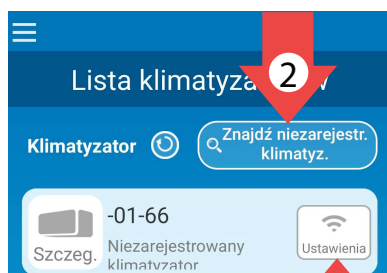 Lista klimatyza
2
Klimatyzator
Znajdź niezarejestr.
klimatyz.
-01-66
Szczeg.
Niezarejestrowany
klimatyzator
Ustawienia